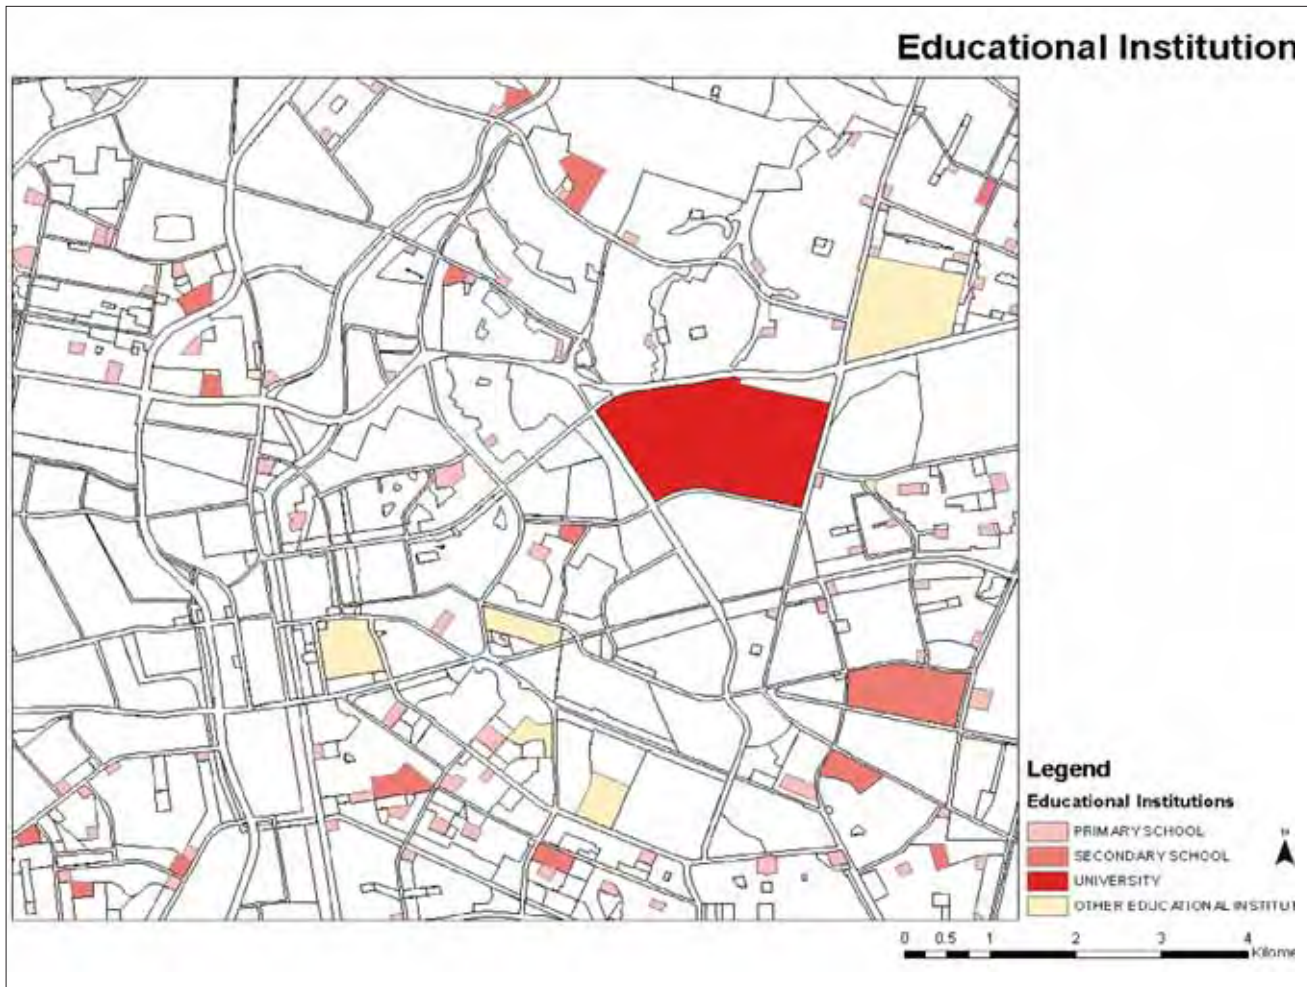 Educational Institution
Legend
Educational Institutions
PRIMARY SCHOOL
SECONDARY SCHOOL
UNIVERSITY
OTHER EDUCATIONAL INSTITUT
N
0 0.5 1 2 3 4
Kilome